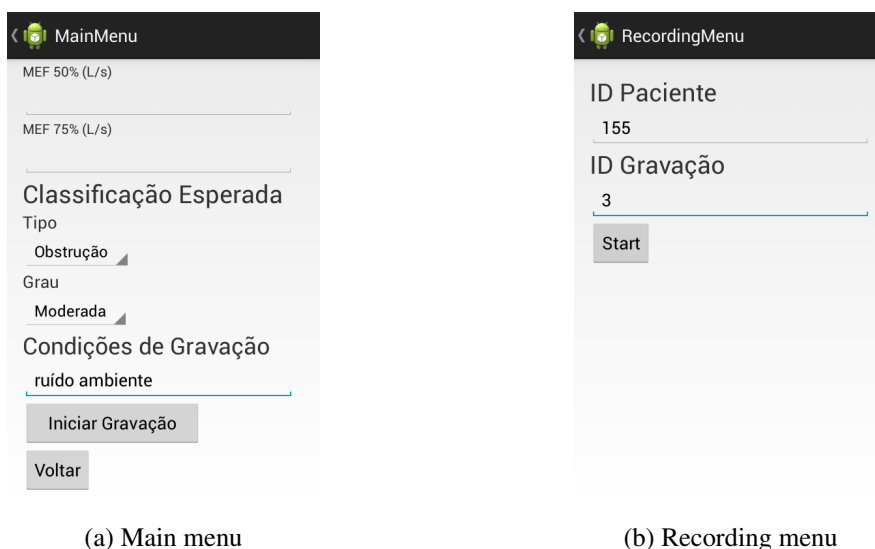 MainMenu
MEF 50% (L/s)
MEF 75% (L/s)
Classificação Esperada
Tipo
Obstrução
Grau
Moderada
Condições de Gravação
ruído ambiente
Iniciar Gravação
Voltar
(a) Main menu
RecordingMenu
ID Paciente
155
ID Gravação
3
Start
(b) Recording menu